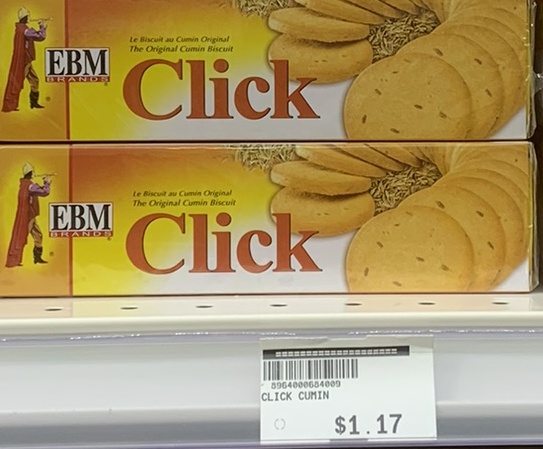 Le Biscuit au Cumin Original
The Original Cumin Biscuit
EBM
BRANDS
Click
Le Biscuit au Cumin Original
The Original Cumin Biscuit
EBM
BRANDS
Click
8964000684009
CLICK CUMIN
$1.17